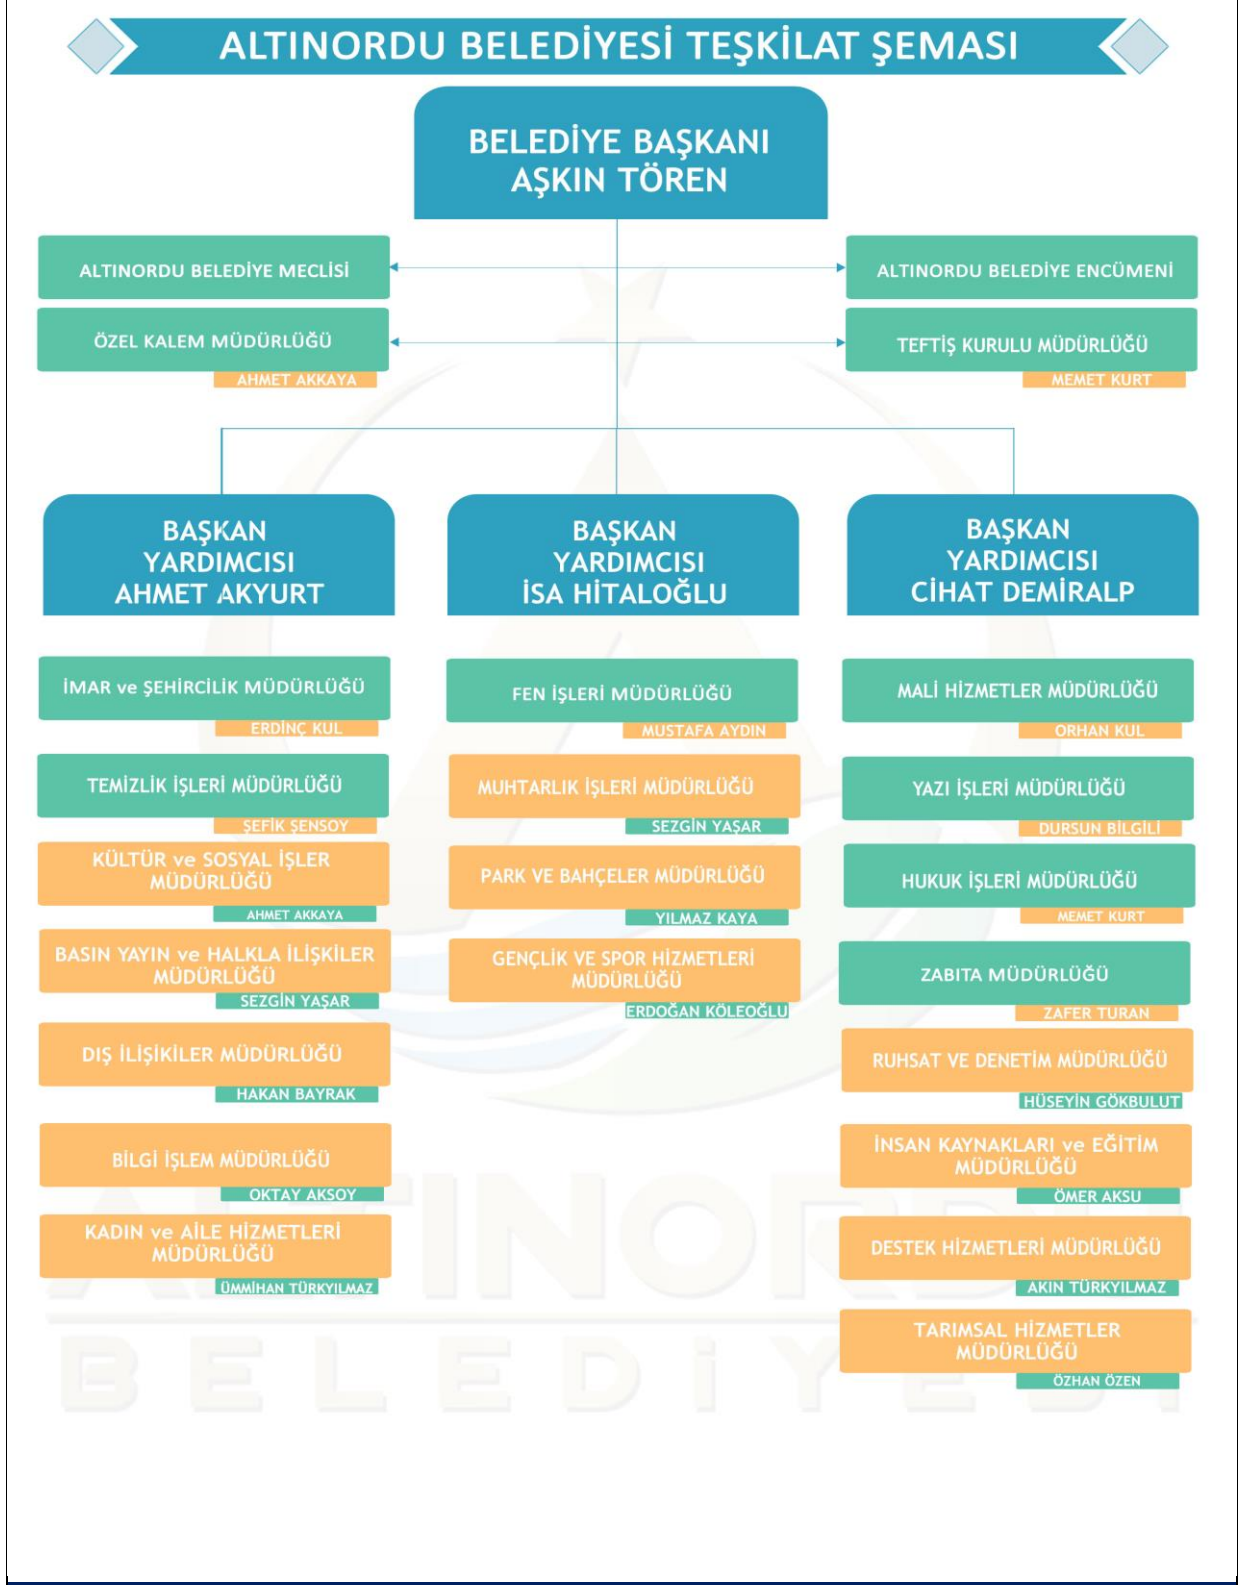 ALTINORDU BELEDİYESİ TEŞKİLAT ŞEMASI
BELEDİYE BAŞKANI
AŞKIN TÖREN
ALTINORDU BELEDİYE MECLİSİ
ALTINORDU BELEDİYE ENCÜMENİ
ÖZEL KALEM MÜDÜRLÜĞÜ
AHMET AKKAYA
TEFTİŞ KURULU MÜDÜRLÜĞÜ
MEMET KURT
BAŞKAN
YARDIMCISI
AHMET AKYURT
İMAR ve ŞEHİRCİLİK MÜDÜRLÜĞÜ
ERDİNÇ KUL
TEMİZLİK İŞLERİ MÜDÜRLÜĞÜ
ŞEFİK ŞENSOY
KÜLTÜR ve SOSYAL İŞLER
MÜDÜRLÜĞÜ
AHMET AKKAYA
BASIN YAYIN ve HALKLA İLİŞKİLER
MÜDÜRLÜĞÜ
SEZGİN YAŞAR
DIŞ İLİŞİKİLER MÜDÜRLÜĞÜ
HAKAN BAYRAK
BİLGİ İŞLEM MÜDÜRLÜĞÜ
OKTAY AKSOY
KADIN ve AİLE HİZMETLERİ
MÜDÜRLÜĞÜ
ÜMMİHAN TÜRKYILMAZ
BAŞKAN
YARDIMCISI
İSA HİTALOĞLU
FEN İŞLERİ MÜDÜRLÜĞÜ
MUSTAFA AYDIN
MUHTARLIK İŞLERİ MÜDÜRLÜĞÜ
SEZGİN YAŞAR
PARK VE BAHÇELER MÜDÜRLÜĞÜ
YILMAZ KAYA
GENÇLİK VE SPOR HİZMETLERİ
MÜDÜRLÜĞÜ
ERDOĞAN KÖLEOĞLU
BAŞKAN
YARDIMCISI
CİHAT DEMİRALP
MALİ HİZMETLER MÜDÜRLÜĞÜ
ORHAN KUL
YAZI İŞLERİ MÜDÜRLÜĞÜ
DURSUN BİLGİLİ
HUKUK İŞLERİ MÜDÜRLÜĞÜ
MEMET KURT
ZABITA MÜDÜRLÜĞÜ
ZAFER TURAN
RUHSAT VE DENETİM MÜDÜRLÜĞÜ
HÜSEYİN GÖKBULUT
İNSAN KAYNAKLARI ve EĞİTİM
MÜDÜRLÜĞÜ
ÖMER AKSU
DESTEK HİZMETLERİ MÜDÜRLÜĞÜ
AKIN TÜRKYILMAZ
TARIMSAL HİZMETLER
MÜDÜRLÜĞÜ
ÖZHAN ÖZEN
ALTINORDU
BELEDİYESİ